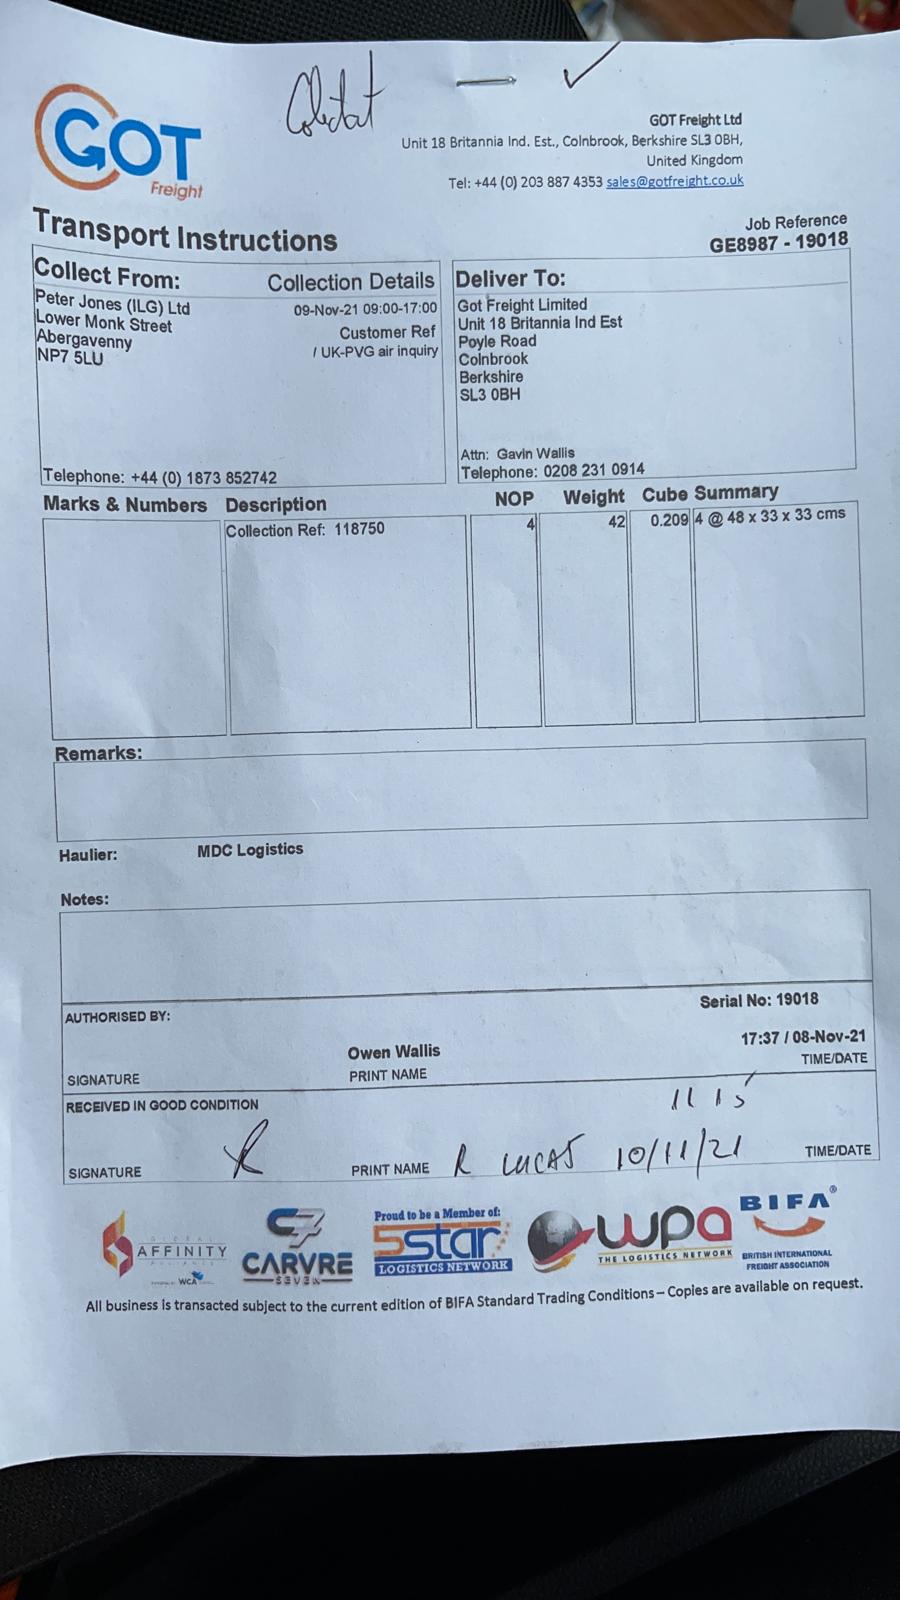 GOT
Freight
GOT Freight Ltd
Unit 18 Britannia Ind. Est., Colnbrook, Berkshire SL3 0BH,
United Kingdom
Tel: +44 (0) 203 887 4353 sales@gotfreight.co.uk
Transport Instructions
Job Reference
GE8987 - 19018
Collect From: Collection Details
Peter Jones (ILG) Ltd 09-Nov-21 09:00-17:00
Lower Monk Street Customer Ref
Abergavenny / UK-PVG air inquiry
NP7 5LU
Telephone: +44 (0) 1873 852742
Deliver To:
Got Freight Limited
Unit 18 Britannia Ind Est
Poyle Road
Colnbrook
Berkshire
SL3 0BH
Attn: Gavin Wallis
Telephone: 0208 231 0914
Marks & Numbers Description NOP Weight Cube Summary
Collection Ref: 118750 4 42 0.209 4 @ 48 x 33 x 33 cms
Remarks:
Haulier: MDC Logistics
Notes:
Serial No: 19018
AUTHORISED BY:
Owen Wallis 17:37 / 08-Nov-21
SIGNATURE PRINT NAME TIME/DATE
RECEIVED IN GOOD CONDITION 11 15
SIGNATURE PRINT NAME R LUCAS 10/11/21 TIME/DATE
GLOBAL
AFFINITY
ALLIANCE
WCA
C7
CARVRE
SEVEN
Proud to be a Member of:
5star
LOGISTICS NETWORK
wpa
THE LOGISTICS NETWORK
BIFA®
BRITISH INTERNATIONAL
FREIGHT ASSOCIATION
All business is transacted subject to the current edition of BIFA Standard Trading Conditions – Copies are available on request.